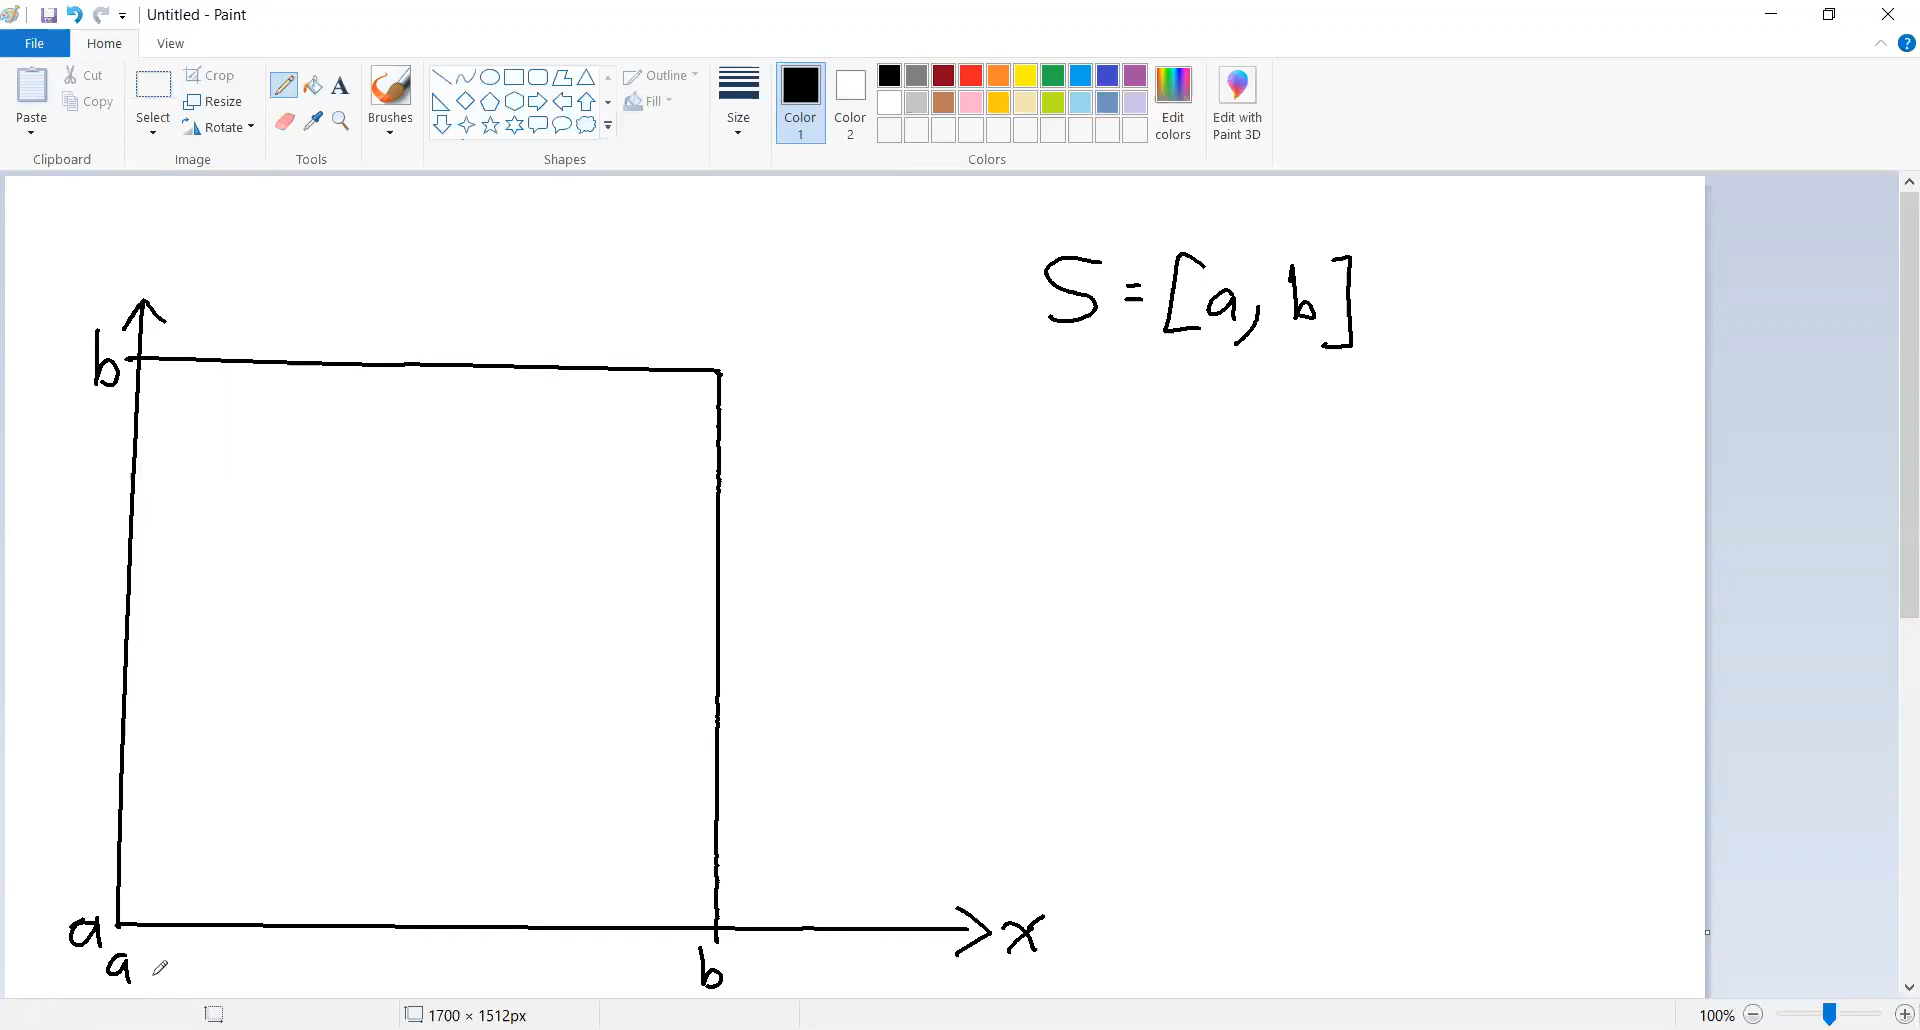 Untitled - Paint
File Home View
Paste Cut Copy Clipboard
Select Crop Resize Rotate Image
Tools
Brushes
Outline Fill Shapes
Size
Color 1 Color 2 Edit colors Colors
Edit with Paint 3D
S = [a, b]
b
a
x
a
b
1700 × 1512px 100%